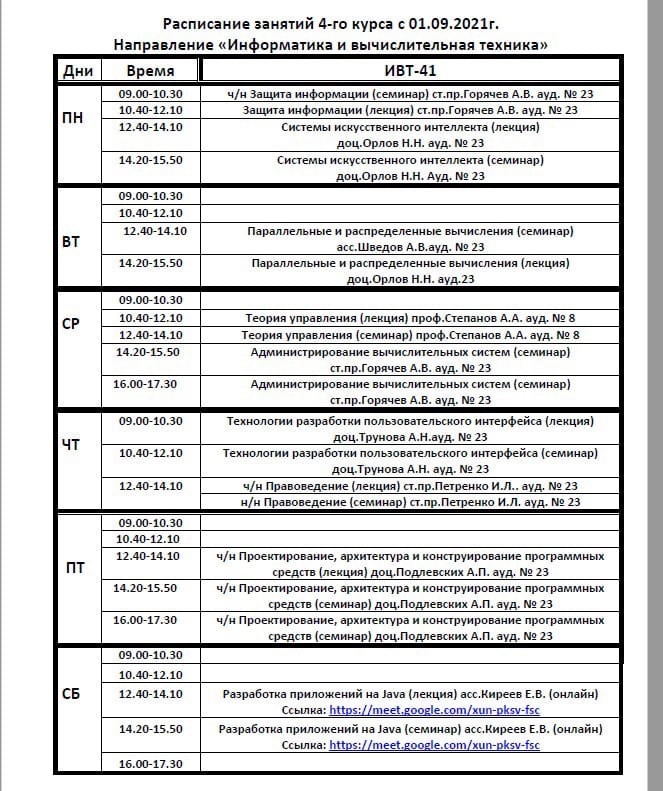 Расписание занятий 4-го курса с 01.09.2021г.
Направление «Информатика и вычислительная техника»
Дни Время ИВТ-41
ПН
09.00-10.30 ч/н Защита информации (семинар) ст.пр.Горячев А.В. ауд. № 23
10.40-12.10 Защита информации (лекция) ст.пр.Горячев А.В. ауд. № 23
12.40-14.10 Системы искусственного интеллекта (лекция)
доц.Орлов Н.Н. ауд. № 23
14.20-15.50 Системы искусственного интеллекта (семинар)
доц.Орлов Н.Н. Ауд. № 23
ВТ
09.00-10.30
10.40-12.10
12.40-14.10 Параллельные и распределенные вычисления (семинар)
асс.Шведов А.В.ауд. № 23
14.20-15.50 Параллельные и распределенные вычисления (лекция)
доц.Орлов Н.Н. ауд.23
СР
09.00-10.30
10.40-12.10 Теория управления (лекция) проф.Степанов А.А. ауд. № 8
12.40-14.10 Теория управления (семинар) проф.Степанов А.А. ауд. № 8
14.20-15.50 Администрирование вычислительных систем (семинар)
ст.пр.Горячев А.В. ауд. № 23
16.00-17.30 Администрирование вычислительных систем (семинар)
ст.пр.Горячев А.В. ауд. № 23
ЧТ
09.00-10.30 Технологии разработки пользовательского интерфейса (лекция)
доц.Трунова А.Н.ауд. № 23
10.40-12.10 Технологии разработки пользовательского интерфейса (семинар)
доц.Трунова А.Н. ауд. № 23
12.40-14.10 ч/н Правоведение (лекция) ст.пр.Петренко И.Л.. ауд. № 23
н/н Правоведение (семинар) ст.пр.Петренко И.Л. ауд. № 23
ПТ
09.00-10.30
10.40-12.10
12.40-14.10 ч/н Проектирование, архитектура и конструирование программных
средств (лекция) доц.Подлевских А.П. ауд. № 23
14.20-15.50 ч/н Проектирование, архитектура и конструирование программных
средств (семинар) доц.Подлевских А.П. ауд. № 23
16.00-17.30 ч/н Проектирование, архитектура и конструирование программных
средств (семинар) доц.Подлевских А.П. ауд. № 23
СБ
09.00-10.30
10.40-12.10
12.40-14.10 Разработка приложений на Java (лекция) асс.Киреев Е.В. (онлайн)
Ссылка: https://meet.google.com/xun-pksv-fsc
14.20-15.50 Разработка приложений на Java (семинар) асс.Киреев Е.В. (онлайн)
Ссылка: https://meet.google.com/xun-pksv-fsc
16.00-17.30